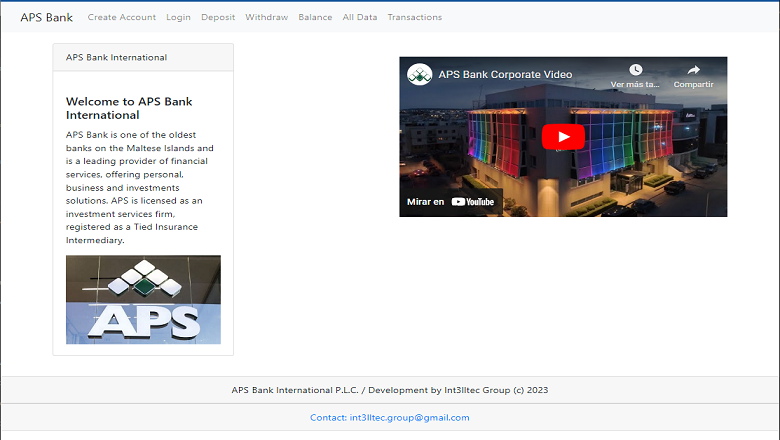 APS Bank Create Account Login Deposit Withdraw Balance All Data Transactions
APS Bank International
Welcome to APS Bank
International
APS Bank is one of the oldest
banks on the Maltese Islands and
is a leading provider of financial
services, offering personal,
business and investments
solutions. APS is licensed as an
investment services firm,
registered as a Tied Insurance
Intermediary.
APS
APS Bank Corporate Video
Ver más ta...
Compartir
Mirar en YouTube
APS Bank International P.L.C. / Development by Int3lltec Group (c) 2023
Contact: int3lltec.group@gmail.com